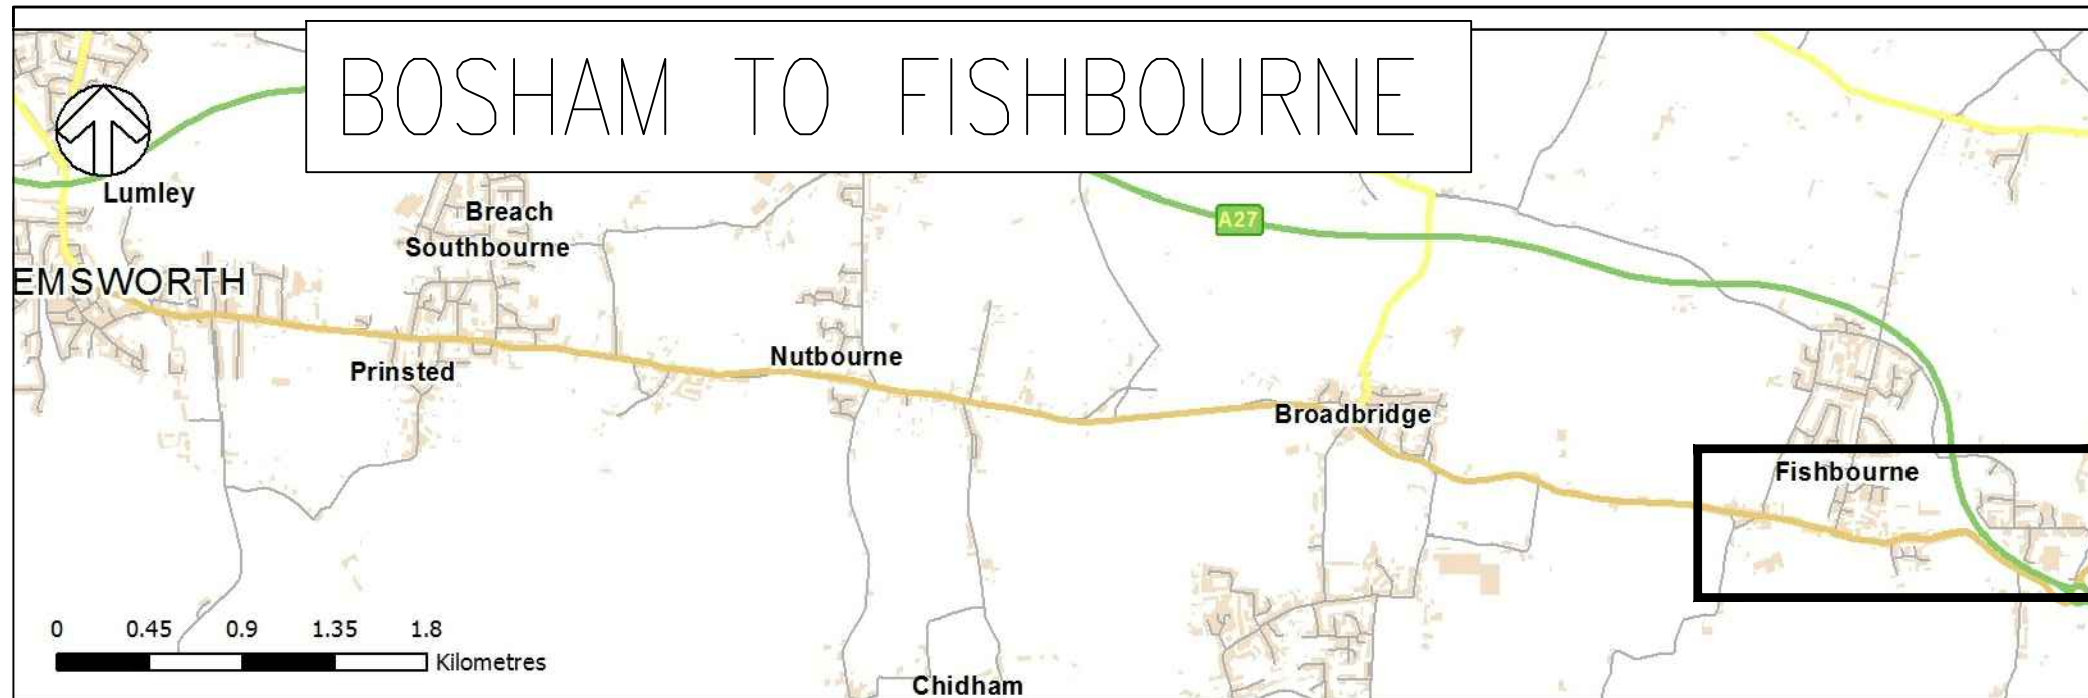 BOSHAM TO FISHBOURNE
Lumley
Breach
Southbourne
A27
EMSWORTH
Prinsted
Nutbourne
Broadbridge
Fishbourne
0 0.45 0.9 1.35 1.8
Kilometres
Chidham